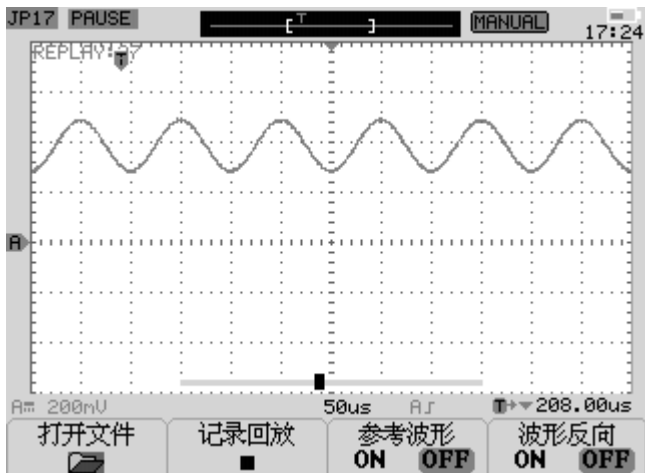 JP17 PAUSE T MANUAL 17:24
REPLAY:07
T
A
A 200mV 50us A T 208.00us
打开文件 记录回放 参考波形 波形反向
ON OFF ON OFF